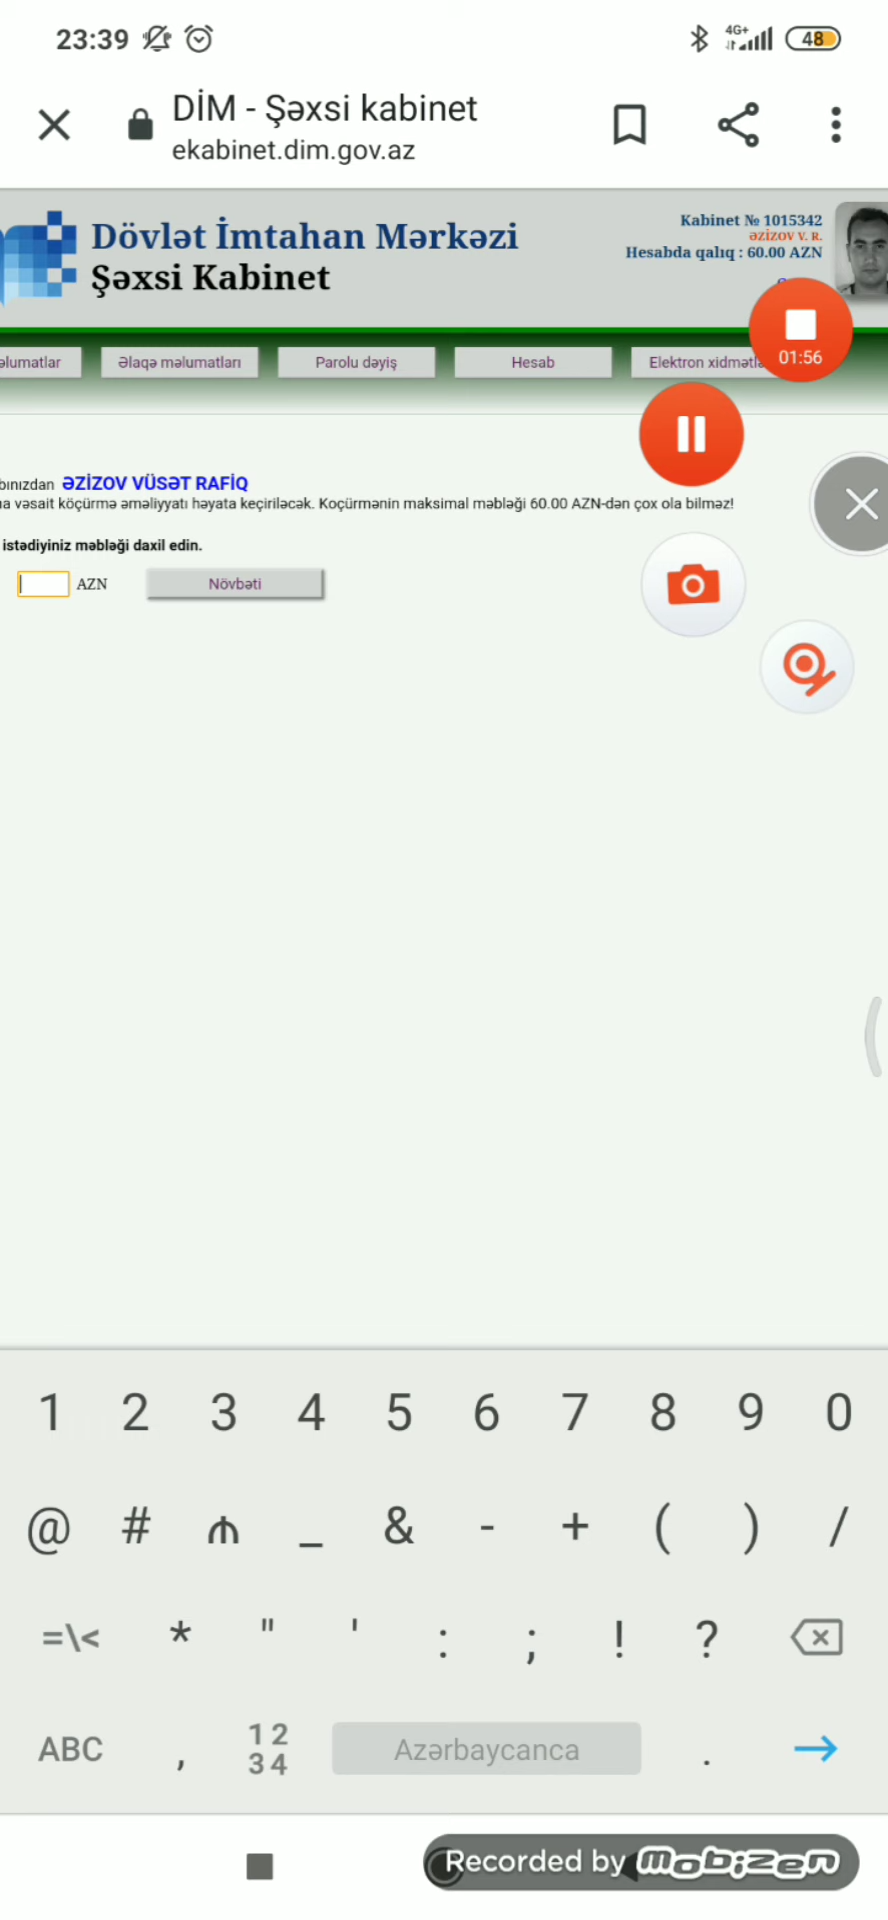 23:39
4G+
48
DİM - Şəxsi kabinet
ekabinet.dim.gov.az
Dövlət İmtahan Mərkəzi
Şəxsi Kabinet
Kabinet № 1015342
ƏZİZOV V. R.
Hesabda qalıq : 60.00 AZN
01:56
Əlaqə məlumatları
Parolu dəyiş
Hesab
Elektron
ƏZİZOV VÜSƏT RAFİQ
vəsait köçürmə əməliyyatı həyata keçiriləcək. Koçürmənin maksimal məbləği 60.00 AZN-dən çox ola bilməz!
istədiyiniz məbləği daxil edin.
AZN
Növbəti
1 2 3 4 5 6 7 8 9 0
@ # ₼ _ & - + ( ) /
=\< * " ' : ; ! ?
ABC , 1234 Azərbaycanca .
Recorded by mobizen